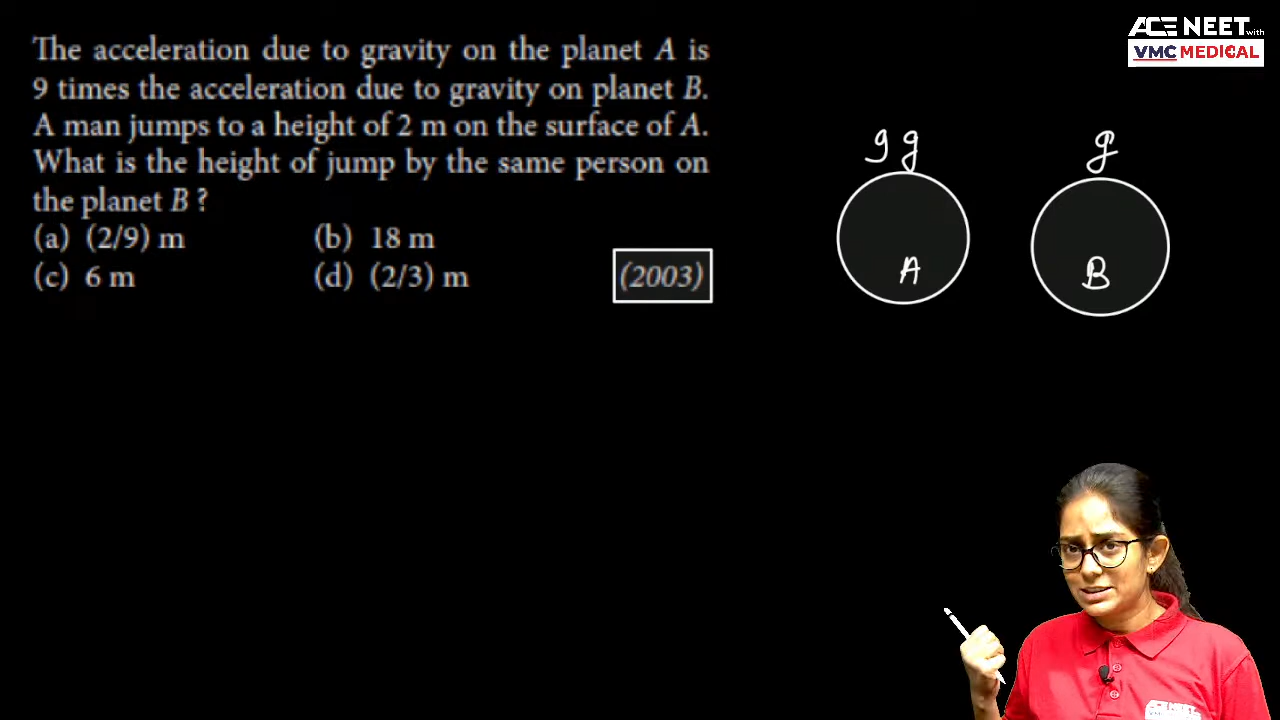 ACE NEET with
VMC MEDICAL
The acceleration due to gravity on the planet A is
9 times the acceleration due to gravity on planet B.
A man jumps to a height of 2 m on the surface of A.
What is the height of jump by the same person on
the planet B ?
(a) (2/9) m (b) 18 m
(c) 6 m (d) (2/3) m (2003)
9g g
A B
ACE NEET